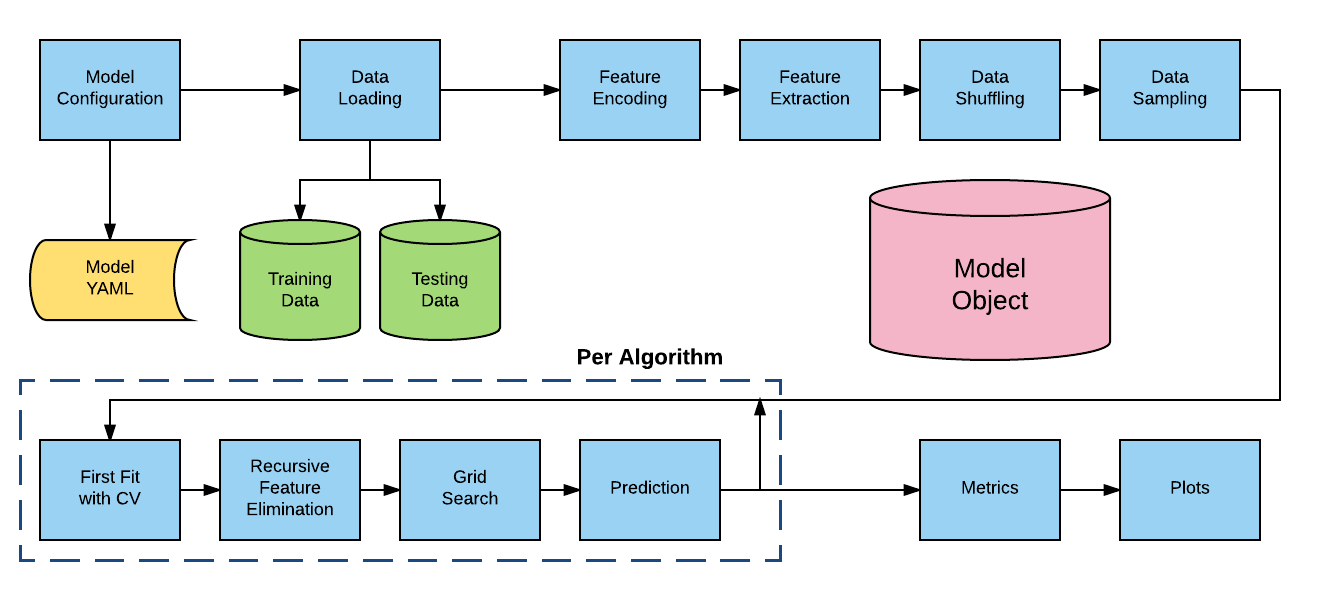 Model
Configuration
Data
Loading
Feature
Encoding
Feature
Extraction
Data
Shuffling
Data
Sampling
Model
YAML
Training
Data
Testing
Data
Model
Object
Per Algorithm
First Fit
with CV
Recursive
Feature
Elimination
Grid
Search
Prediction
Metrics
Plots